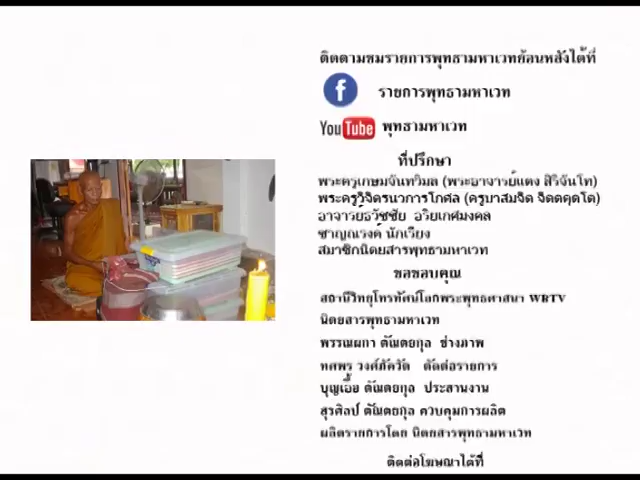 ติดตามชมรายการพุทธามหาเวทย้อนหลังได้ที่
รายการพุทธามหาเวท
YouTube พุทธามหาเวท
ที่ปรึกษา
พระครูเกษมจันทวิมล (พระอาจารย์แดง สิริจันโท)
พระครูวิจิตรนวการโกศล (ครูบาสมจิต จิตตคุตโต)
อาจารย์ธวัชชัย อริยเกศมงคล
ชาญณรงค์ นักเรียง
สมาชิกนิตยสารพุทธามหาเวท
ขอขอบคุณ
สถานีวิทยุโทรทัศน์โลกพระพุทธศาสนา WBTV
นิตยสารพุทธามหาเวท
พรรณผกา ตัณตยกุล ช่างภาพ
ทศพร วงศ์ภัควัด ตัดต่อรายการ
บุญเอื้อ ตัณตยกุล ประสานงาน
สุรศิลป์ ตัณตยกุล ควบคุมการผลิต
ผลิตรายการโดย นิตยสารพุทธามหาเวท
ติดต่อโฆษณาได้ที่